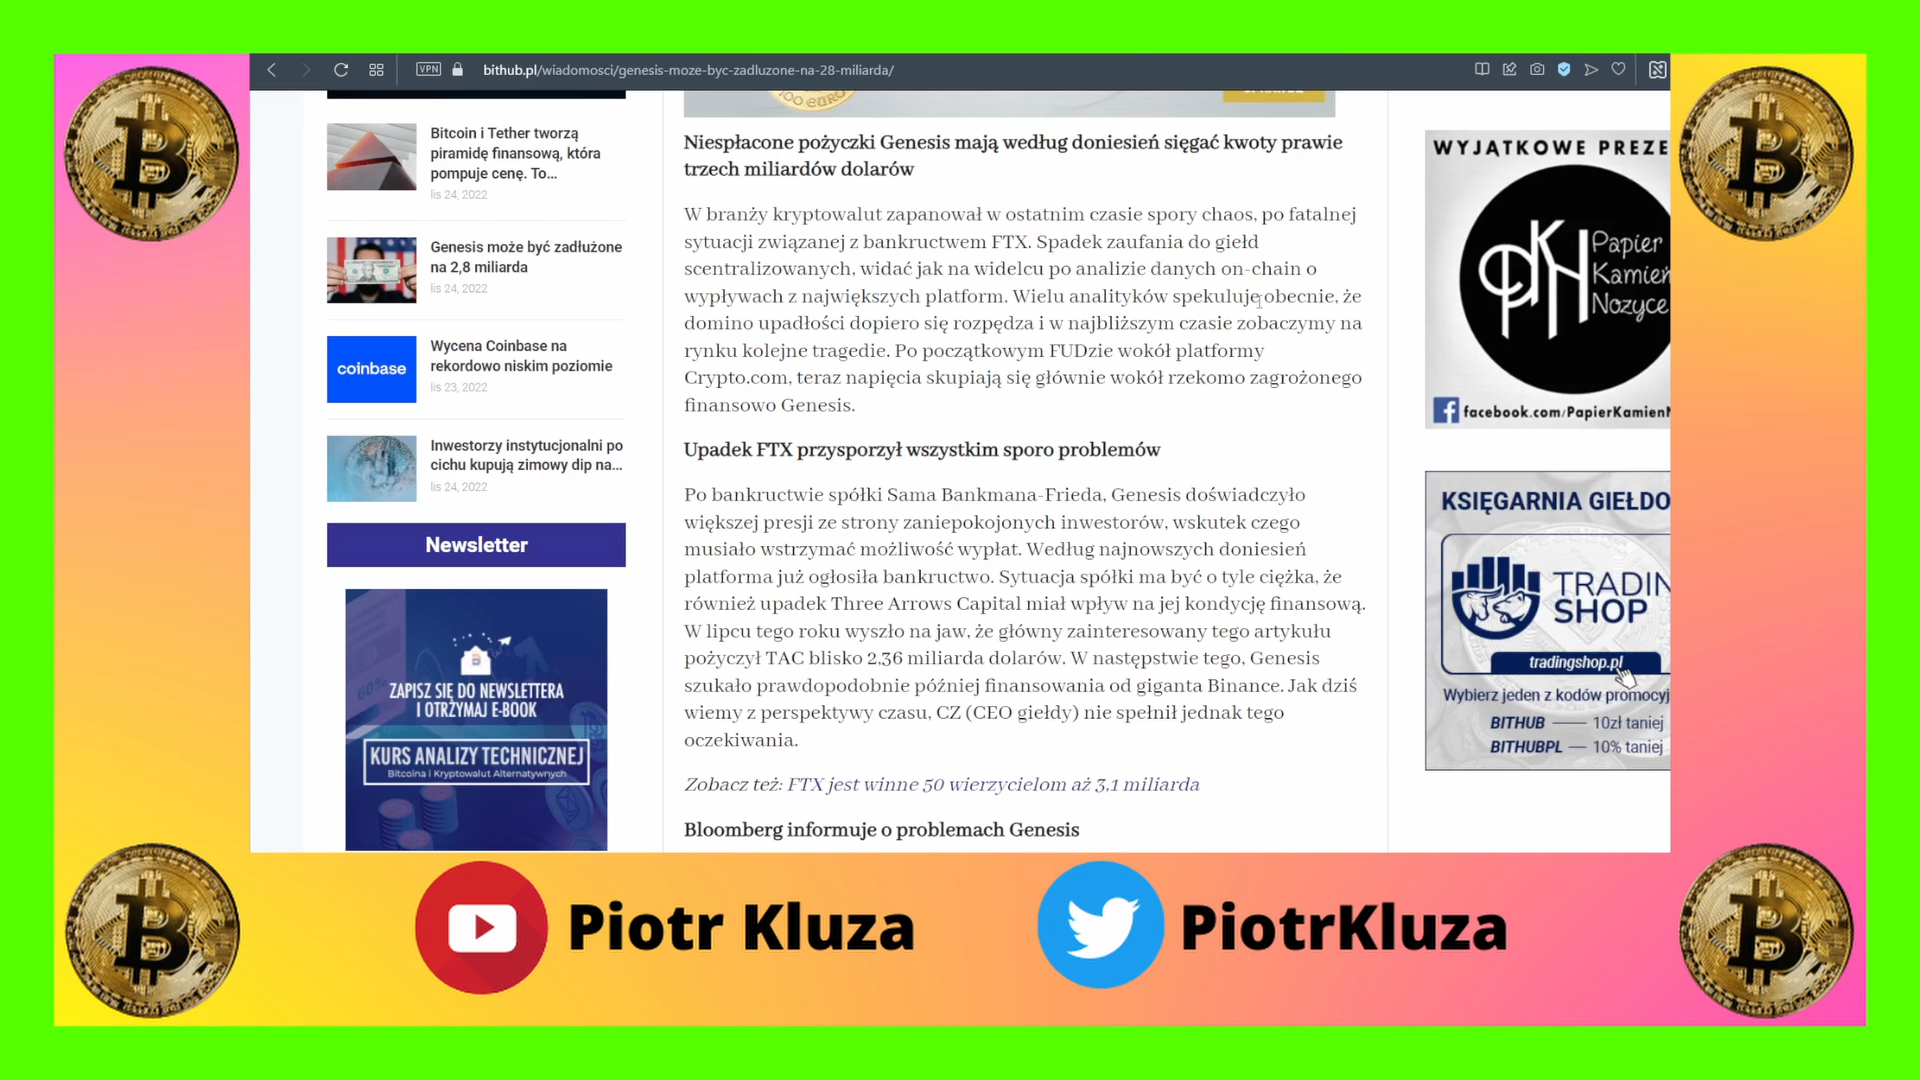 VPN
bithub.pl/wiadomosci/genesis-moze-byc-zadluzone-na-28-miliarda/
Bitcoin i Tether tworzą
piramidę finansową, która
pompuje cenę. To...
lis 24, 2022
Genesis może być zadłużone
na 2,8 miliarda
lis 24, 2022
coinbase
Wycena Coinbase na
rekordowo niskim poziomie
lis 23, 2022
Inwestorzy instytucjonalni po
cichu kupują zimowy dip na...
lis 24, 2022
Newsletter
60%
ZAPISZ SIĘ DO NEWSLETTERA
I OTRZYMAJ E-BOOK
KURS ANALIZY TECHNICZNEJ
Bitcoina i Kryptowalut Alternatywnych
100 EURO
Niespłacone pożyczki Genesis mają według doniesień sięgać kwoty prawie
trzech miliardów dolarów
W branży kryptowalut zapanował w ostatnim czasie spory chaos, po fatalnej
sytuacji związanej z bankructwem FTX. Spadek zaufania do giełd
scentralizowanych, widać jak na widelcu po analizie danych on-chain o
wypływach z największych platform. Wielu analityków spekuluje obecnie, że
domino upadłości dopiero się rozpędza i w najbliższym czasie zobaczymy na
rynku kolejne tragedie. Po początkowym FUDzie wokół platformy
Crypto.com, teraz napięcia skupiają się głównie wokół rzekomo zagrożonego
finansowo Genesis.
Upadek FTX przysporzył wszystkim sporo problemów
Po bankructwie spółki Sama Bankmana-Frieda, Genesis doświadczyło
większej presji ze strony zaniepokojonych inwestorów, wskutek czego
musiało wstrzymać możliwość wypłat. Według najnowszych doniesień
platforma już ogłosiła bankructwo. Sytuacja spółki ma być o tyle ciężka, że
również upadek Three Arrows Capital miał wpływ na jej kondycję finansową.
W lipcu tego roku wyszło na jaw, że główny zainteresowany tego artykułu
pożyczył TAC blisko 2,36 miliarda dolarów. W następstwie tego, Genesis
szukało prawdopodobnie później finansowania od giganta Binance. Jak dziś
wiemy z perspektywy czasu, CZ (CEO giełdy) nie spełnił jednak tego
oczekiwania.
Zobacz też: FTX jest winne 50 wierzycielom aż 3,1 miliarda
Bloomberg informuje o problemach Genesis
WYJĄTKOWE PREZE
PKN
Papier
Kamień
Nozyce
facebook.com/PapierKamienN
KSIĘGARNIA GIEŁDO
TRADIN
SHOP
tradingshop.pl
Wybierz jeden z kodów promocyj
BITHUB — 10zł taniej
BITHUBPL — 10% taniej
Piotr Kluza
PiotrKluza